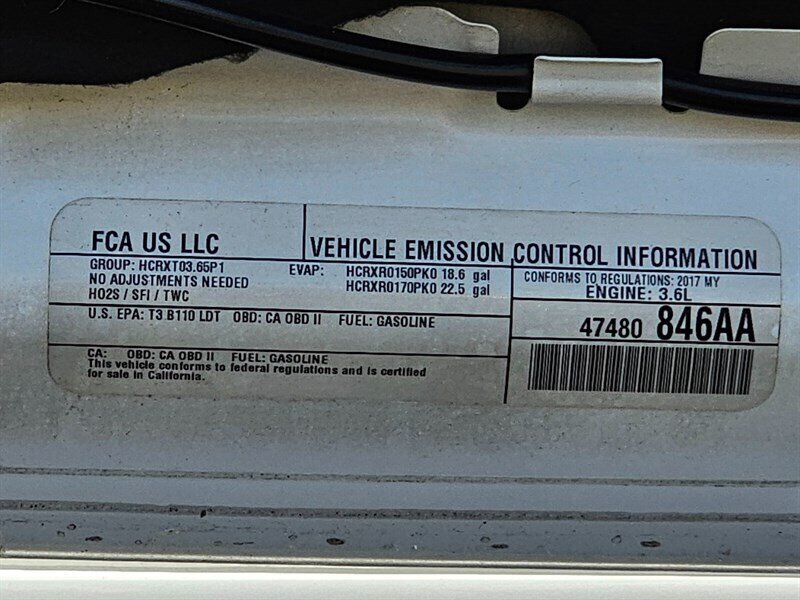 FCA US LLC
VEHICLE EMISSION CONTROL INFORMATION
GROUP: HCRXT03.65P1
NO ADJUSTMENTS NEEDED
HO2S / SFI / TWC
EVAP: HCRXR0150PK0 18.6 gal
HCRXR0170PK0 22.5 gal
CONFORMS TO REGULATIONS: 2017 MY
ENGINE: 3.6L
U.S. EPA: T3 B110 LDT OBD: CA OBD II FUEL: GASOLINE
47480 846AA
CA: OBD: CA OBD II FUEL: GASOLINE
This vehicle conforms to federal regulations and is certified
for sale in California.